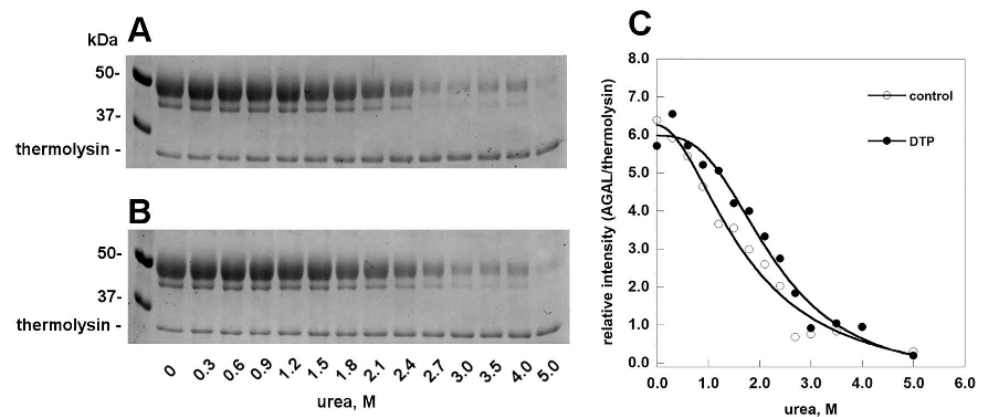 A
kDa
50-
37-
thermolysin -
B
50-
37-
thermolysin -
0 0.3 0.6 0.9 1.2 1.5 1.8 2.1 2.4 2.7 3.0 3.5 4.0 5.0
urea, M
C
8.0
7.0
6.0
5.0
4.0
3.0
2.0
1.0
0.0
relative intensity (AGAL/thermolysin)
control
DTP
0.0 1.0 2.0 3.0 4.0 5.0 6.0
urea, M